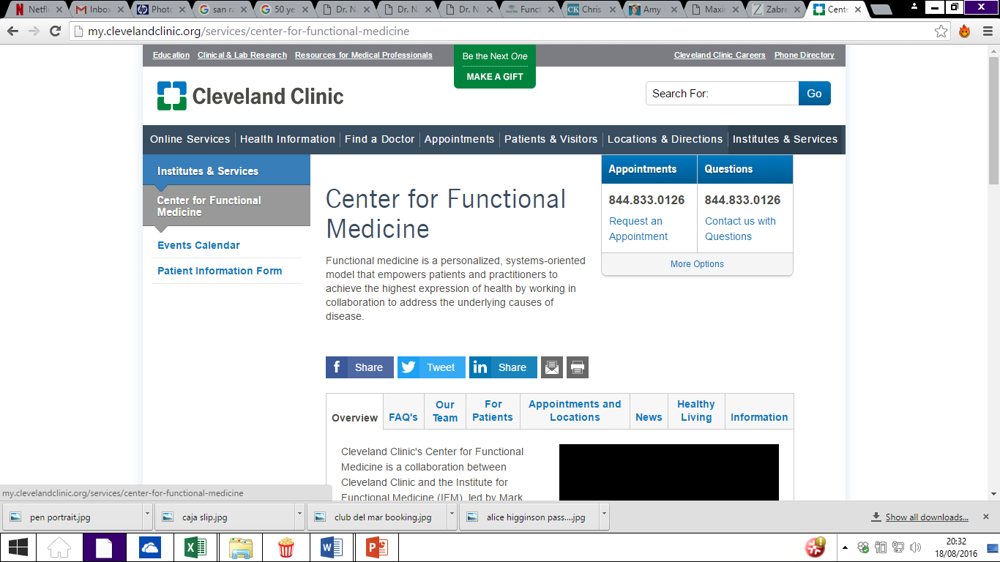 Netfli
Inbox
Photo
san ra
50 ye
Dr. N
Dr. N
Dr. N
Funct
Chris
Amy
Maxin
Zabre
Cente
my.clevelandclinic.org/services/center-for-functional-medicine
Education Clinical & Lab Research Resources for Medical Professionals
Be the Next One
MAKE A GIFT
Cleveland Clinic Careers Phone Directory
Cleveland Clinic
Search For: Go
Online Services Health Information Find a Doctor Appointments Patients & Visitors Locations & Directions Institutes & Services
Institutes & Services
Center for Functional
Medicine
Events Calendar
Patient Information Form
Center for Functional
Medicine
Functional medicine is a personalized, systems-oriented
model that empowers patients and practitioners to
achieve the highest expression of health by working in
collaboration to address the underlying causes of
disease.
Appointments
844.833.0126
Request an
Appointment
Questions
844.833.0126
Contact us with
Questions
More Options
Share Tweet Share
Overview
FAQ's
Our
Team
For
Patients
Appointments and
Locations
News
Healthy
Living
Information
Cleveland Clinic's Center for Functional
Medicine is a collaboration between
Cleveland Clinic and the Institute for
Functional Medicine (IFM), led by Mark
my.clevelandclinic.org/services/center-for-functional-medicine
pen portrait.jpg
caja slip.jpg
club del mar booking.jpg
alice higginson pass....jpg
Show all downloads...
20:32
18/08/2016